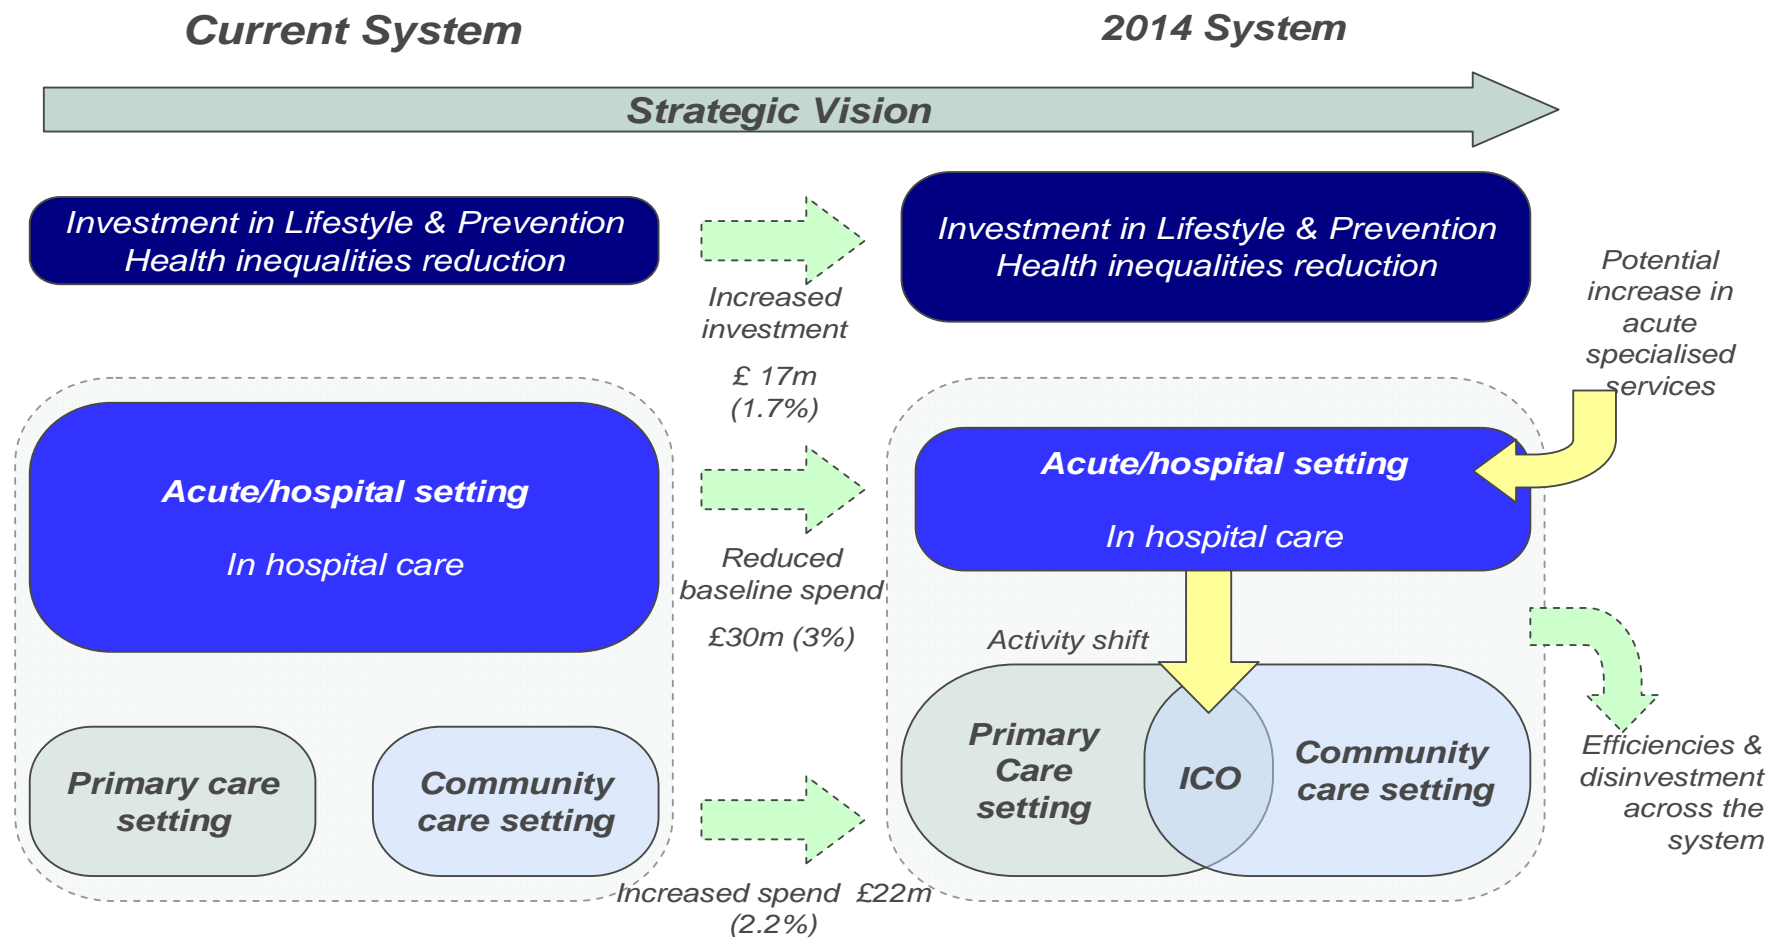 Current System
2014 System
Strategic Vision
Investment in Lifestyle & Prevention
Health inequalities reduction
Increased
investment
£ 17m
(1.7%)
Investment in Lifestyle & Prevention
Health inequalities reduction
Potential
increase in
acute
specialised
services
Acute/hospital setting
In hospital care
Reduced
baseline spend
£30m (3%)
Acute/hospital setting
In hospital care
Activity shift
Primary care
setting
Community
care setting
Increased spend £22m
(2.2%)
Primary
Care
setting
ICO
Community
care setting
Efficiencies &
disinvestment
across the
system